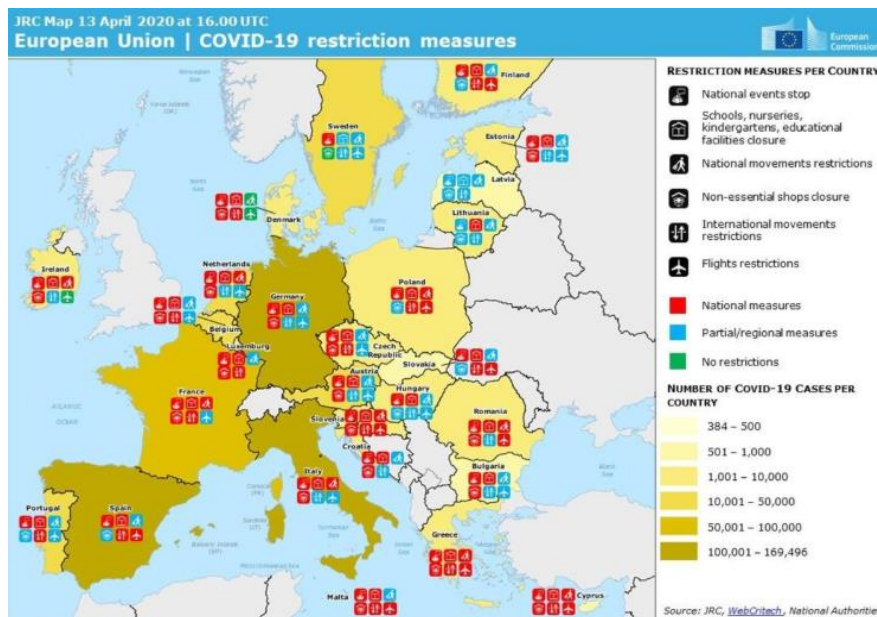 JRC Map 13 April 2020 at 16.00 UTC
European Union | COVID-19 restriction measures
European
Commission
RESTRICTION MEASURES PER COUNTRY
National events stop
Schools, nurseries,
kindergartens, educational
facilities closure
National movements restrictions
Non-essential shops closure
International movements
restrictions
Flights restrictions
National measures
Partial/regional measures
No restrictions
NUMBER OF COVID-19 CASES PER
COUNTRY
384 – 500
501 – 1,000
1,001 – 10,000
10,001 – 50,000
50,001 – 100,000
100,001 – 169,496
Source: JRC, WebCritech, National Authorities
Finland
Sweden
Estonia
Latvia
Lithuania
Denmark
Ireland
Netherlands
Germany
Poland
Belgium
Luxemburg
Czech
Republic
Slovakia
France
Austria
Hungary
Slovenia
Romania
Croatia
Italy
Bulgaria
Portugal
Spain
Greece
Malta
Cyprus
ATLANTIC
OCEAN